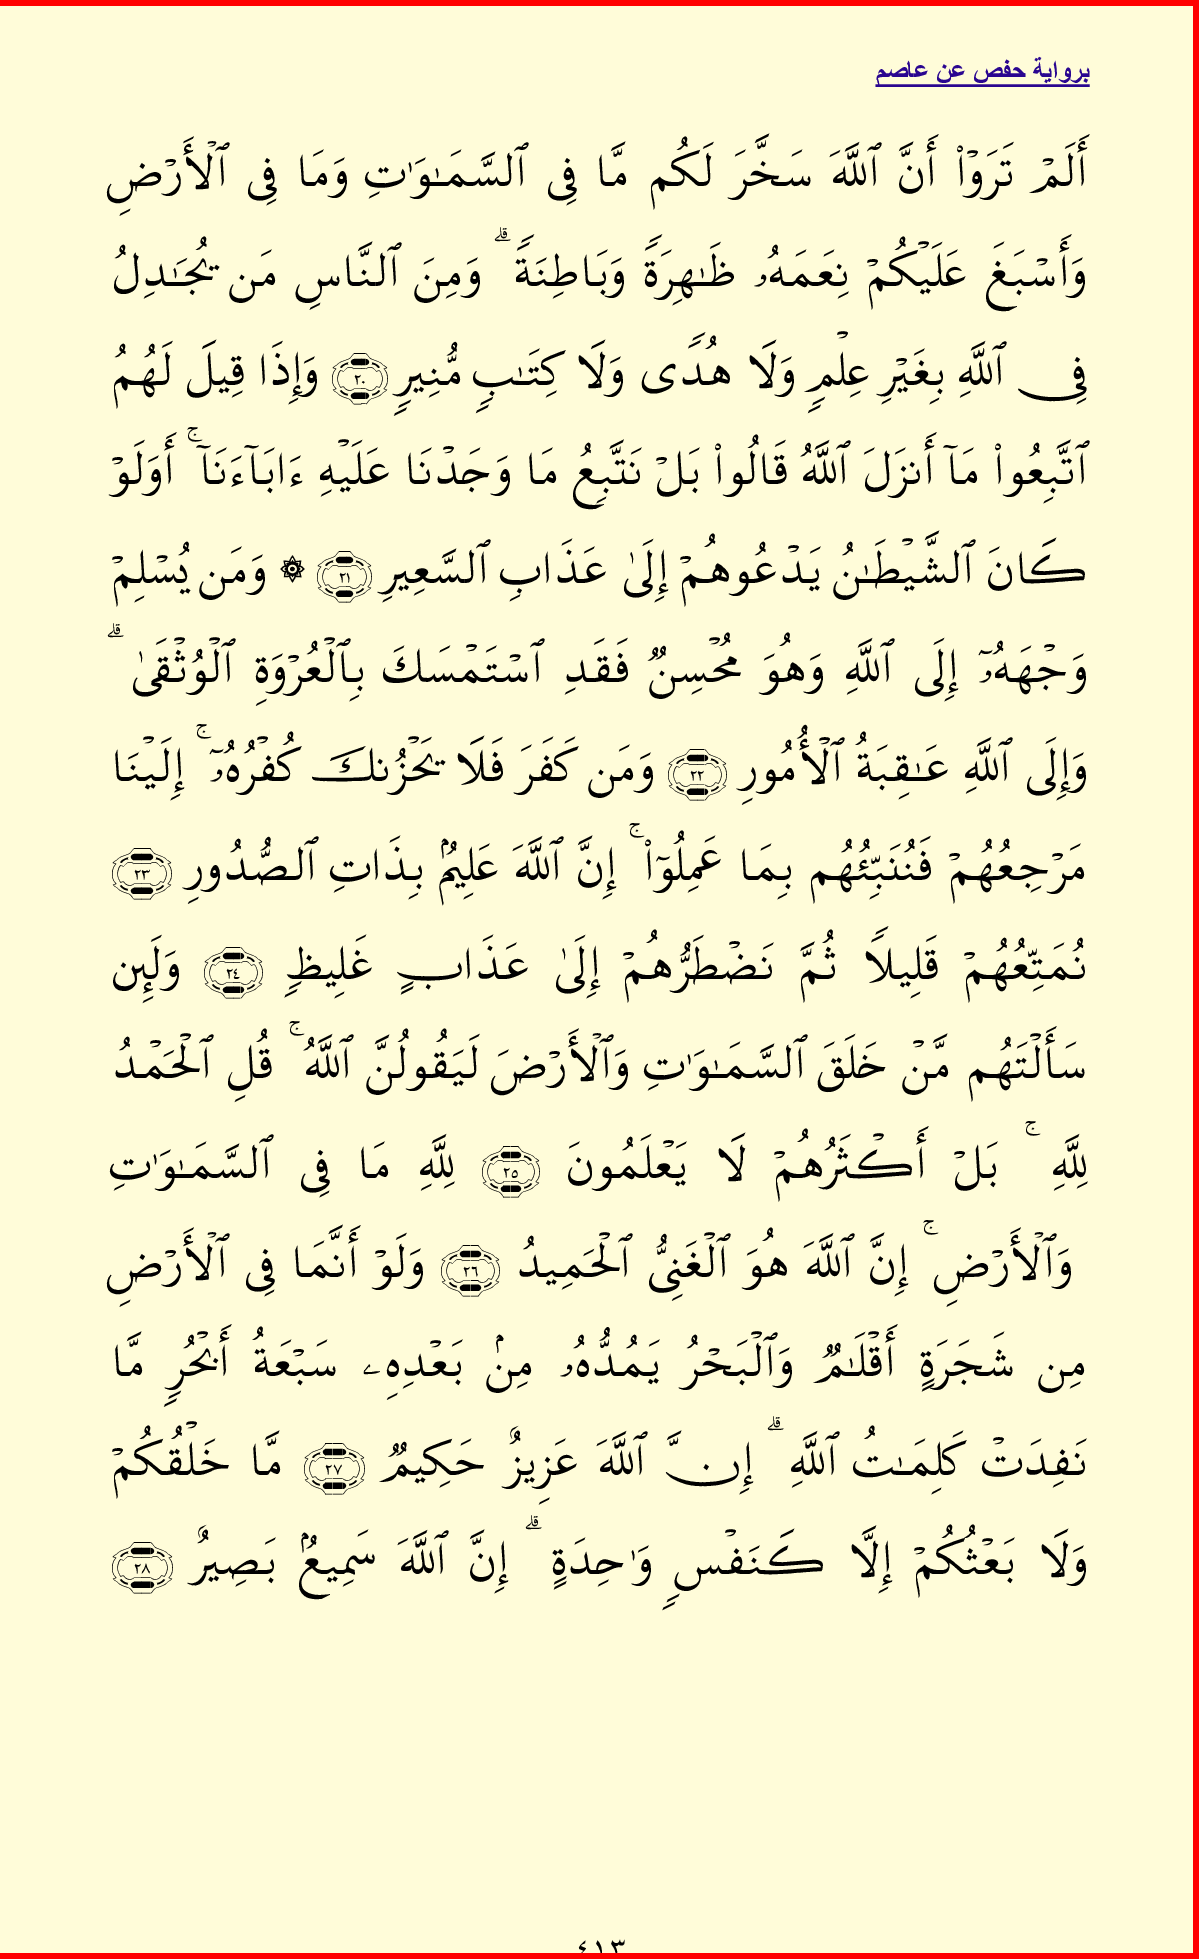 برواية حفص عن عاصم
أَلَمْ تَرَوْا۟ أَنَّ ٱللَّهَ سَخَّرَ لَكُم مَّا فِى ٱلسَّمَـٰوَٰتِ وَمَا فِى ٱلْأَرْضِ
وَأَسْبَغَ عَلَيْكُمْ نِعَمَهُۥ ظَـٰهِرَةً وَبَاطِنَةً ۗ وَمِنَ ٱلنَّاسِ مَن يُجَـٰدِلُ
فِى ٱللَّهِ بِغَيْرِ عِلْمٍ وَلَا هُدًى وَلَا كِتَـٰبٍ مُّنِيرٍ ٢٠ وَإِذَا قِيلَ لَهُمُ
ٱتَّبِعُوا۟ مَآ أَنزَلَ ٱللَّهُ قَالُوا۟ بَلْ نَتَّبِعُ مَا وَجَدْنَا عَلَيْهِ ءَابَآءَنَآ ۚ أَوَلَوْ
كَانَ ٱلشَّيْطَـٰنُ يَدْعُوهُمْ إِلَىٰ عَذَابِ ٱلسَّعِيرِ ٢١ ۞ وَمَن يُسْلِمْ
وَجْهَهُۥٓ إِلَى ٱللَّهِ وَهُوَ مُحْسِنٌ فَقَدِ ٱسْتَمْسَكَ بِٱلْعُرْوَةِ ٱلْوُثْقَىٰ ۗ
وَإِلَى ٱللَّهِ عَـٰقِبَةُ ٱلْأُمُورِ ٢٢ وَمَن كَفَرَ فَلَا يَحْزُنكَ كُفْرُهُۥٓ ۚ إِلَيْنَا
مَرْجِعُهُمْ فَنُنَبِّئُهُم بِمَا عَمِلُوٓا۟ ۚ إِنَّ ٱللَّهَ عَلِيمٌۢ بِذَاتِ ٱلصُّدُورِ ٢٣
نُمَتِّعُهُمْ قَلِيلًا ثُمَّ نَضْطَرُّهُمْ إِلَىٰ عَذَابٍ غَلِيظٍ ٢٤ وَلَئِن
سَأَلْتَهُم مَّنْ خَلَقَ ٱلسَّمَـٰوَٰتِ وَٱلْأَرْضَ لَيَقُولُنَّ ٱللَّهُ ۚ قُلِ ٱلْحَمْدُ
لِلَّهِ ۚ بَلْ أَكْثَرُهُمْ لَا يَعْلَمُونَ ٢٥ لِلَّهِ مَا فِى ٱلسَّمَـٰوَٰتِ
وَٱلْأَرْضِ ۚ إِنَّ ٱللَّهَ هُوَ ٱلْغَنِىُّ ٱلْحَمِيدُ ٢٦ وَلَوْ أَنَّمَا فِى ٱلْأَرْضِ
مِن شَجَرَةٍ أَقْلَـٰمٌ وَٱلْبَحْرُ يَمُدُّهُۥ مِنۢ بَعْدِهِۦ سَبْعَةُ أَبْحُرٍ مَّا
نَفِدَتْ كَلِمَـٰتُ ٱللَّهِ ۗ إِنَّ ٱللَّهَ عَزِيزٌ حَكِيمٌ ٢٧ مَّا خَلْقُكُمْ
وَلَا بَعْثُكُمْ إِلَّا كَنَفْسٍ وَٰحِدَةٍ ۗ إِنَّ ٱللَّهَ سَمِيعٌۢ بَصِيرٌ ٢٨
٤١٣